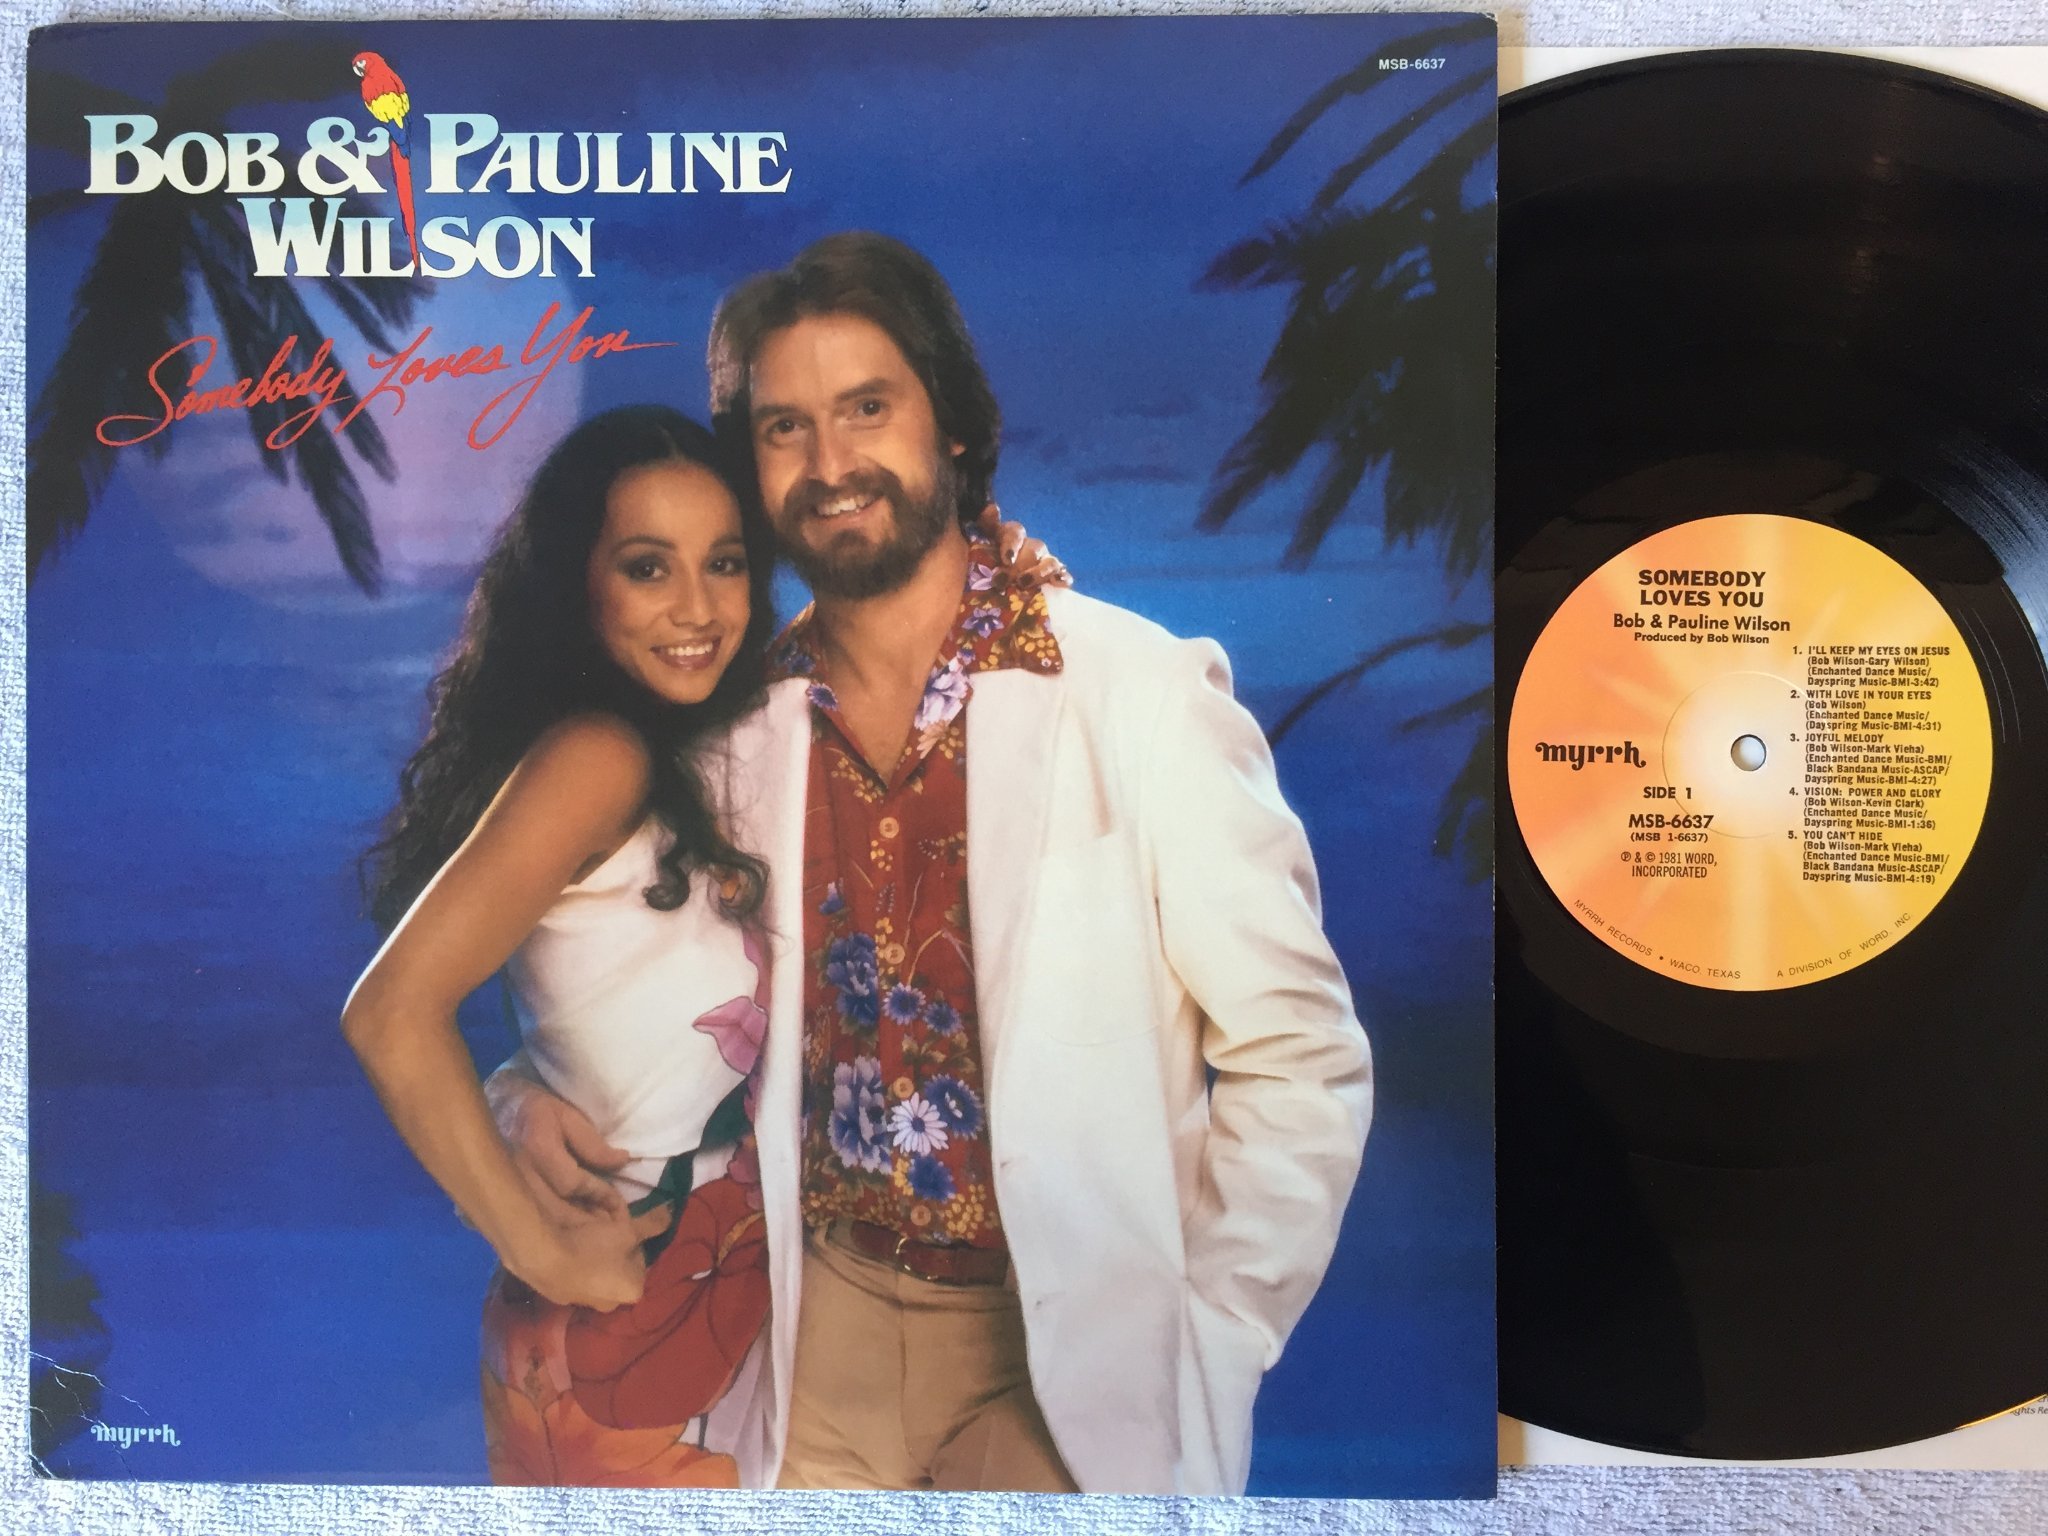 MSB-6637
BOB & PAULINE
WILSON
Somebody Loves You
myrrh
SOMEBODY
LOVES YOU
Bob & Pauline Wilson
Produced by Bob Wilson
1. I'LL KEEP MY EYES ON JESUS
(Bob Wilson-Gary Wilson)
(Enchanted Dance Music/
Dayspring Music-BMI-3:42)
2. WITH LOVE IN YOUR EYES
(Bob Wilson)
(Enchanted Dance Music/
(Dayspring Music-BMI-4:31)
3. JOYFUL MELODY
(Bob Wilson-Mark Vieha)
(Enchanted Dance Music-BMI/
Black Bandana Music-ASCAP/
Dayspring Music-BMI-4:27)
4. VISION: POWER AND GLORY
(Bob Wilson-Kevin Clark)
(Enchanted Dance Music/
Dayspring Music-BMI-1:36)
5. YOU CAN'T HIDE
(Bob Wilson-Mark Vieha)
(Enchanted Dance Music-BMI/
Black Bandana Music-ASCAP/
Dayspring Music-BMI-4:19)
myrrh.
SIDE 1
MSB-6637
(MSB 1-6637)
℗ & © 1981 WORD,
INCORPORATED
MYRRH RECORDS • WACO, TEXAS A DIVISION OF WORD, INC.